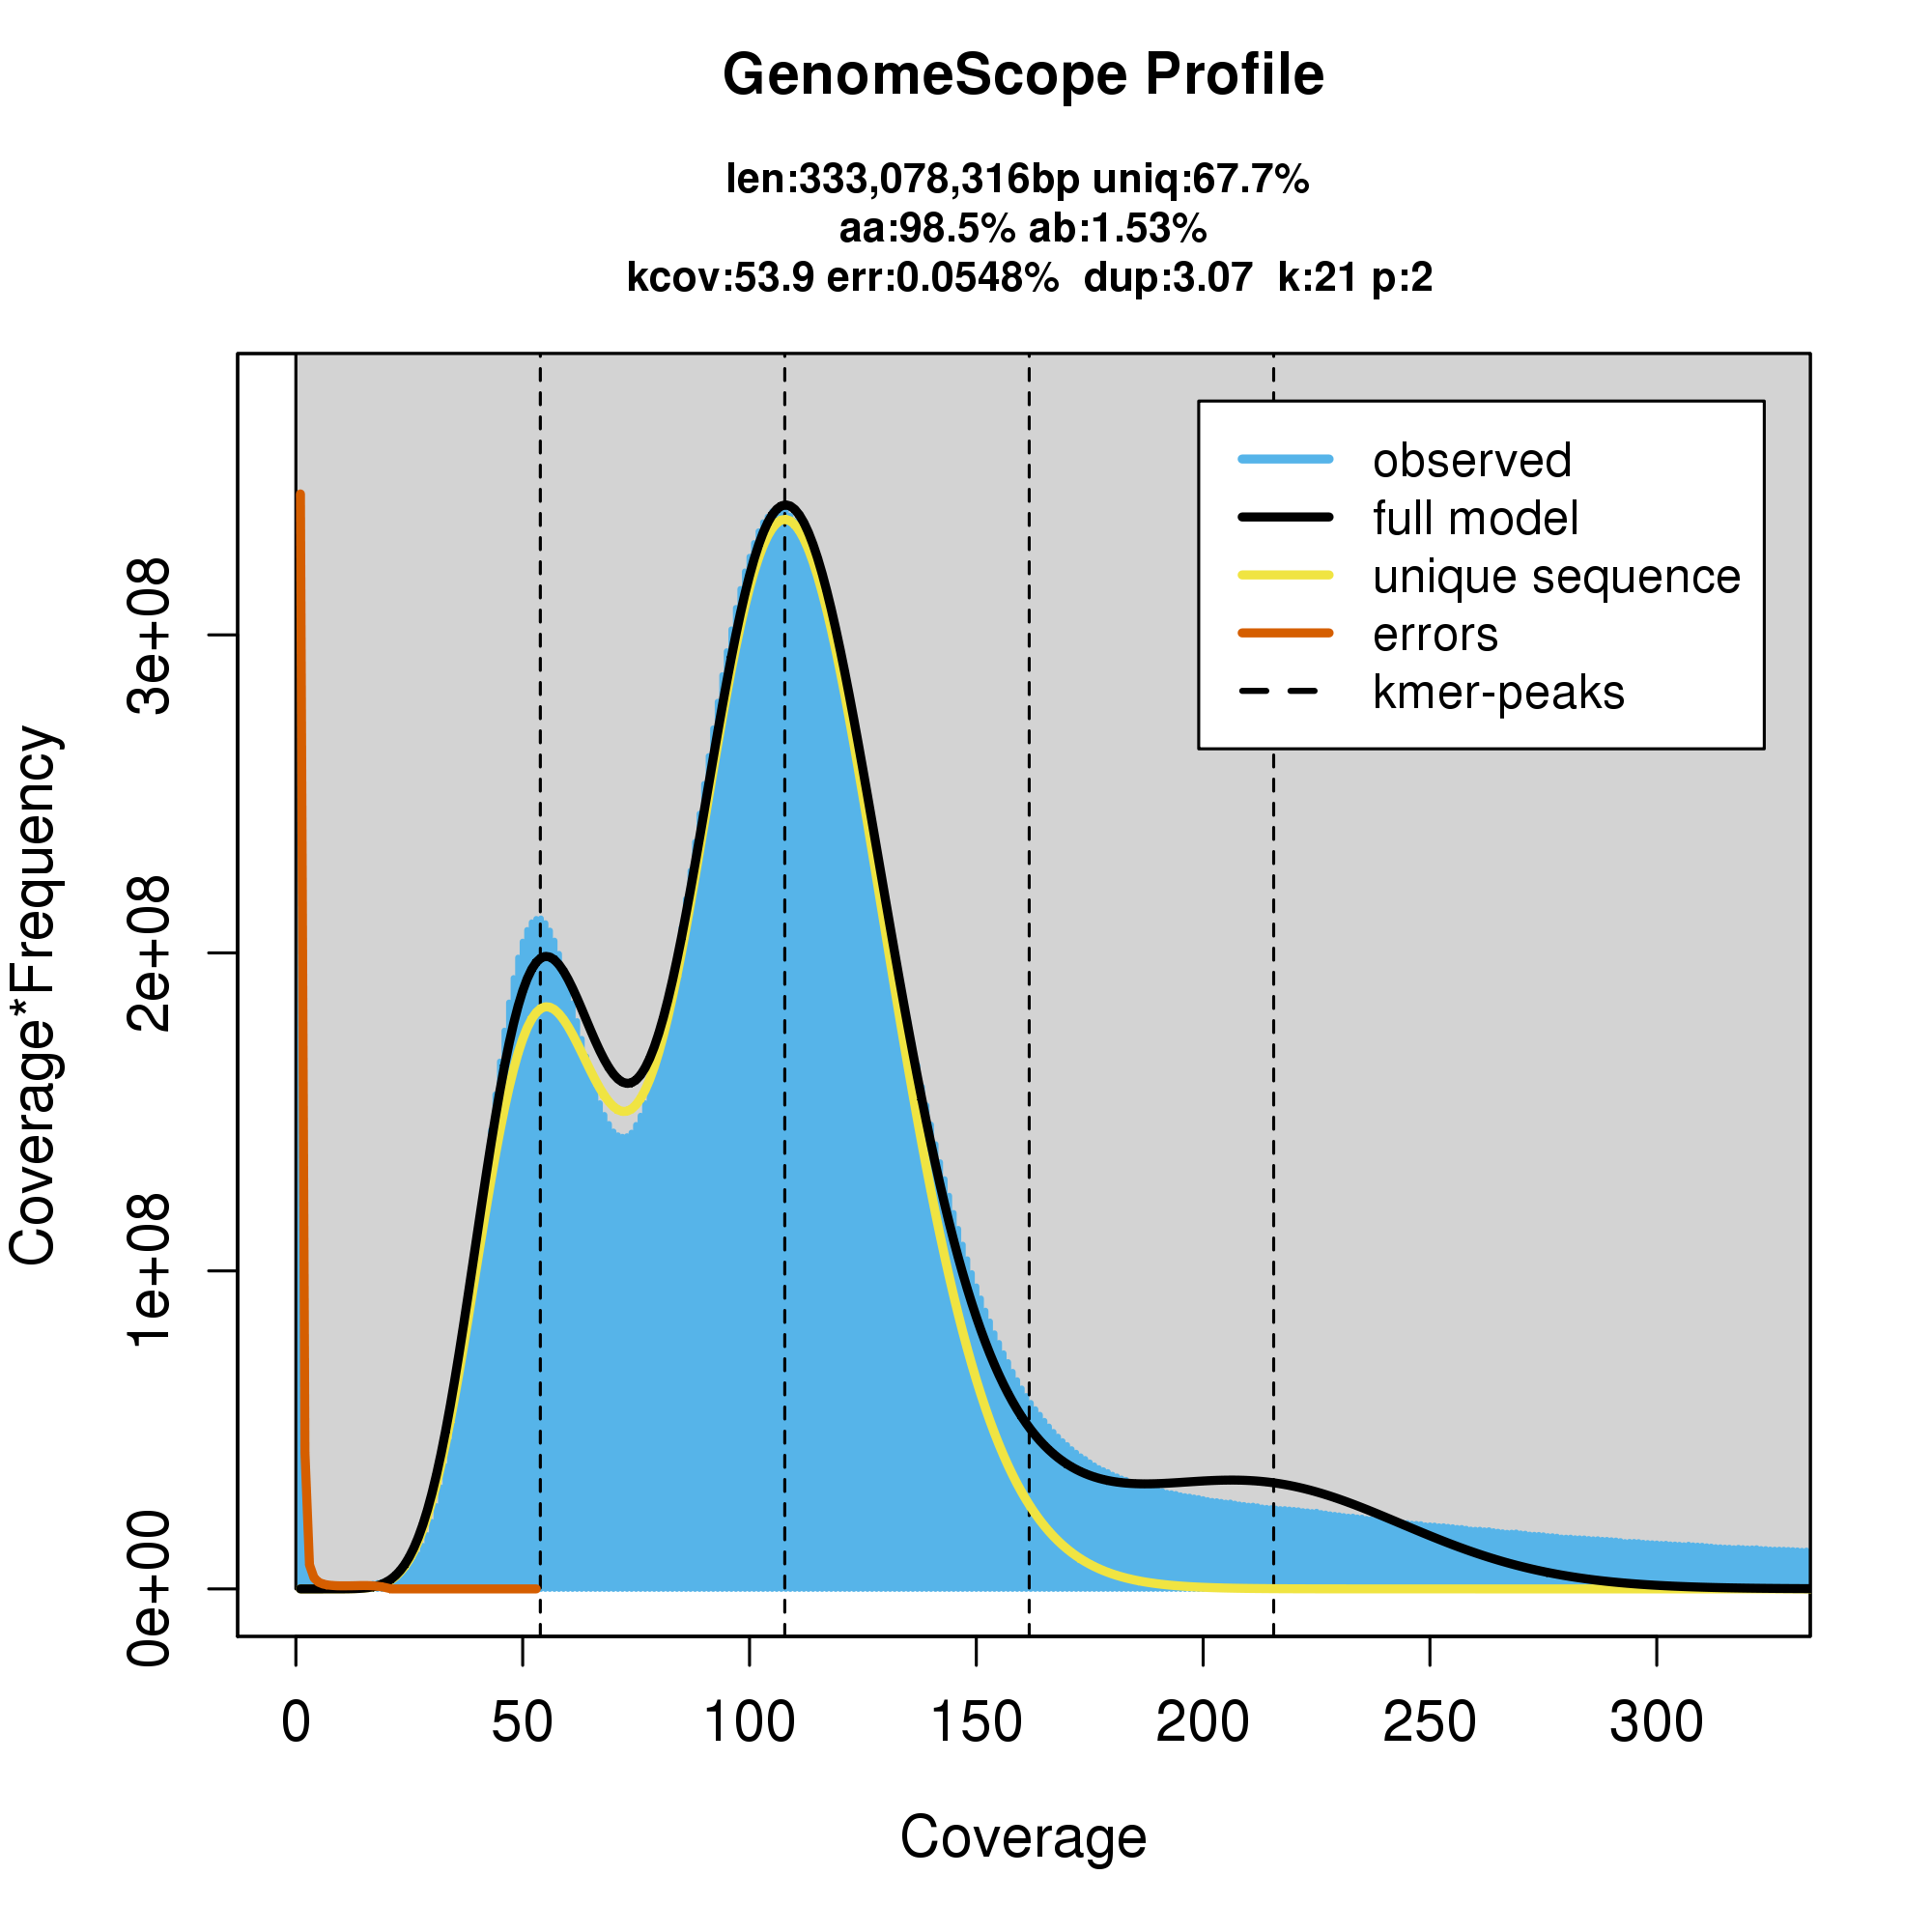 GenomeScope Profile
len:333,078,316bp uniq:67.7%
aa:98.5% ab:1.53%
kcov:53.9 err:0.0548% dup:3.07 k:21 p:2
observed
full model
unique sequence
errors
kmer-peaks
Coverage*Frequency
3e+08
2e+08
1e+08
0e+00
0 50 100 150 200 250 300
Coverage